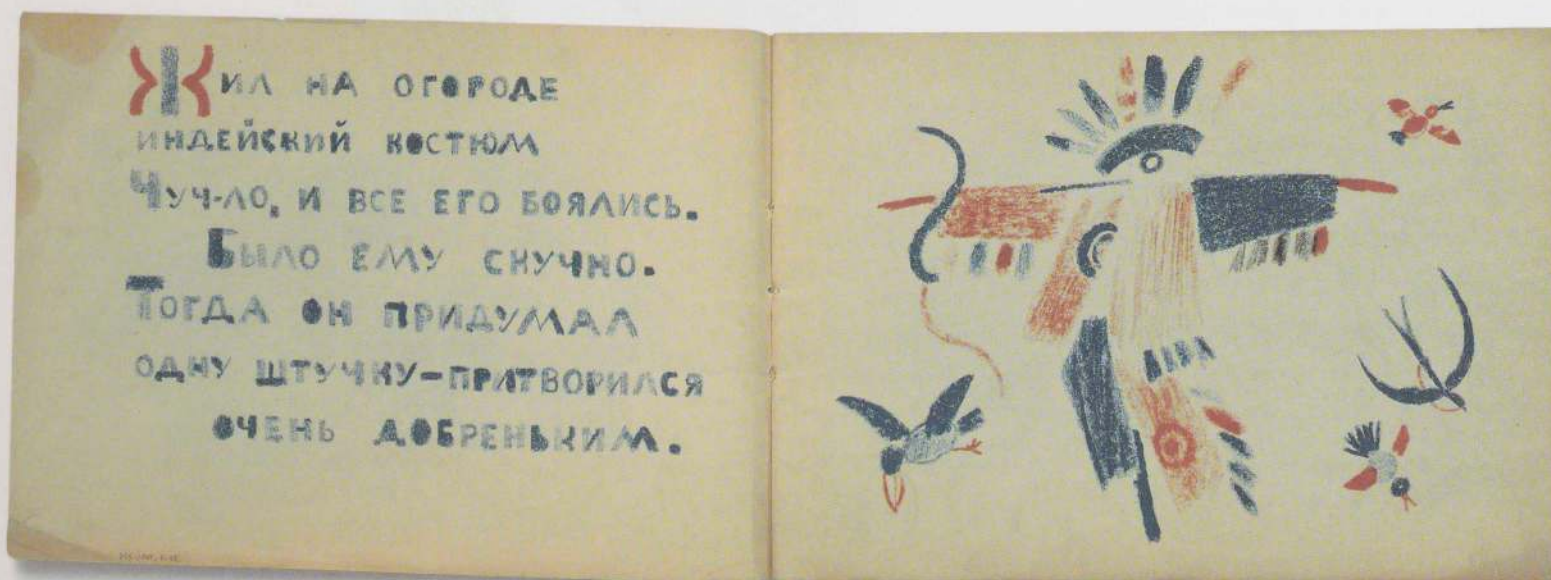 Жил на огороде
индейский костюм
Чуч-ло, и все его боялись.
Было ему скучно.
Тогда он придумал
одну штучку-притворился
очень добреньким.